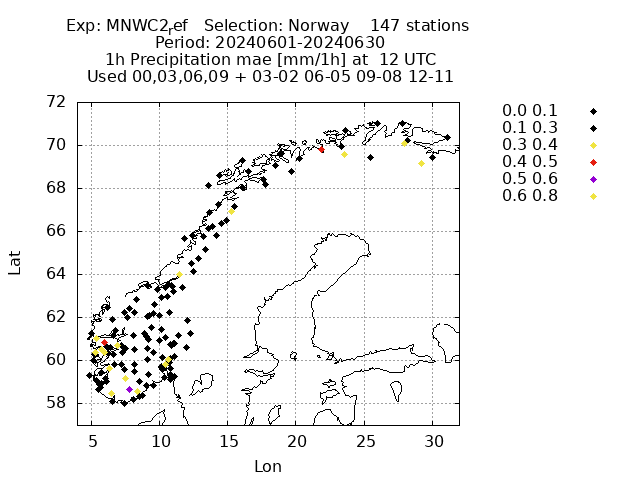 Exp: MNWC2ref Selection: Norway 147 stations
Period: 20240601-20240630
1h Precipitation mae [mm/1h] at 12 UTC
Used 00,03,06,09 + 03-02 06-05 09-08 12-11
0.0 0.1
0.1 0.3
0.3 0.4
0.4 0.5
0.5 0.6
0.6 0.8
72
70
68
66
64
62
60
58
Lat
5 10 15 20 25 30
Lon